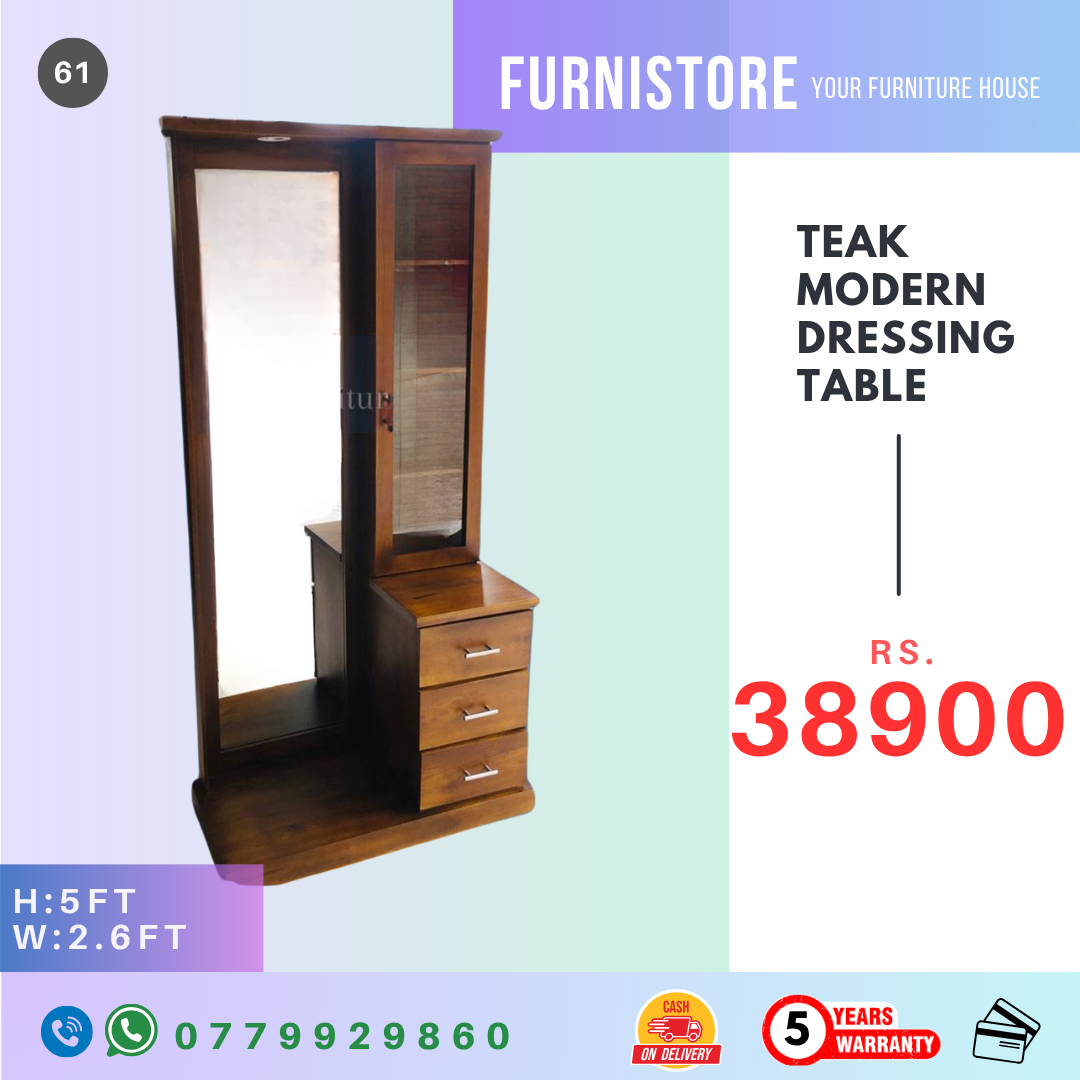 61
FURNISTORE YOUR FURNITURE HOUSE
TEAK
MODERN
DRESSING
TABLE
RS.
38900
H:5FT
W:2.6FT
0779929860
CASH
ON DELIVERY
5 YEARS
WARRANTY